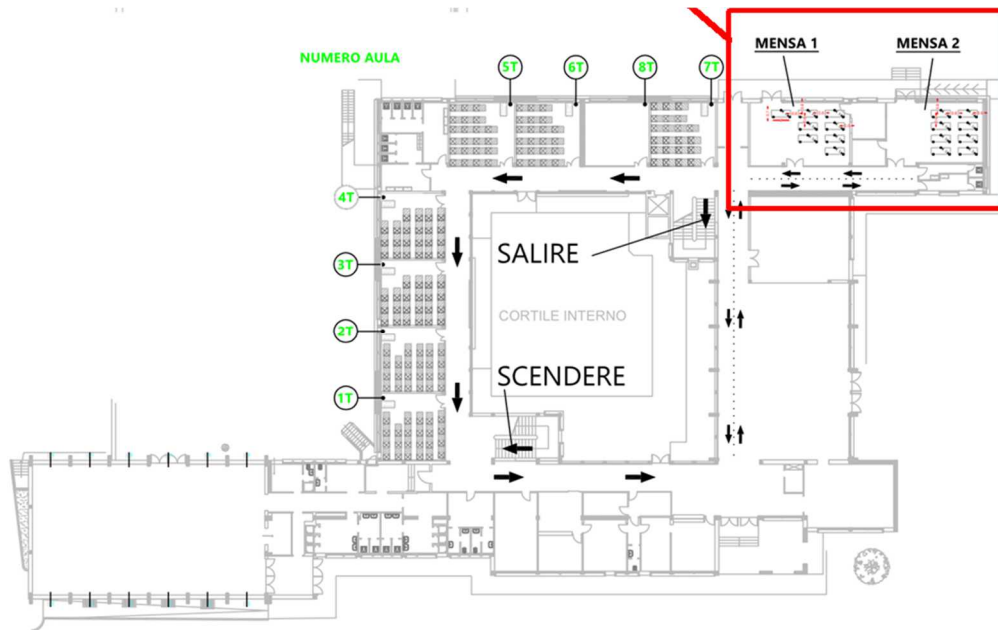 MENSA 1
MENSA 2
NUMERO AULA
5T
6T
8T
7T
4T
SALIRE
3T
CORTILE INTERNO
2T
SCENDERE
1T